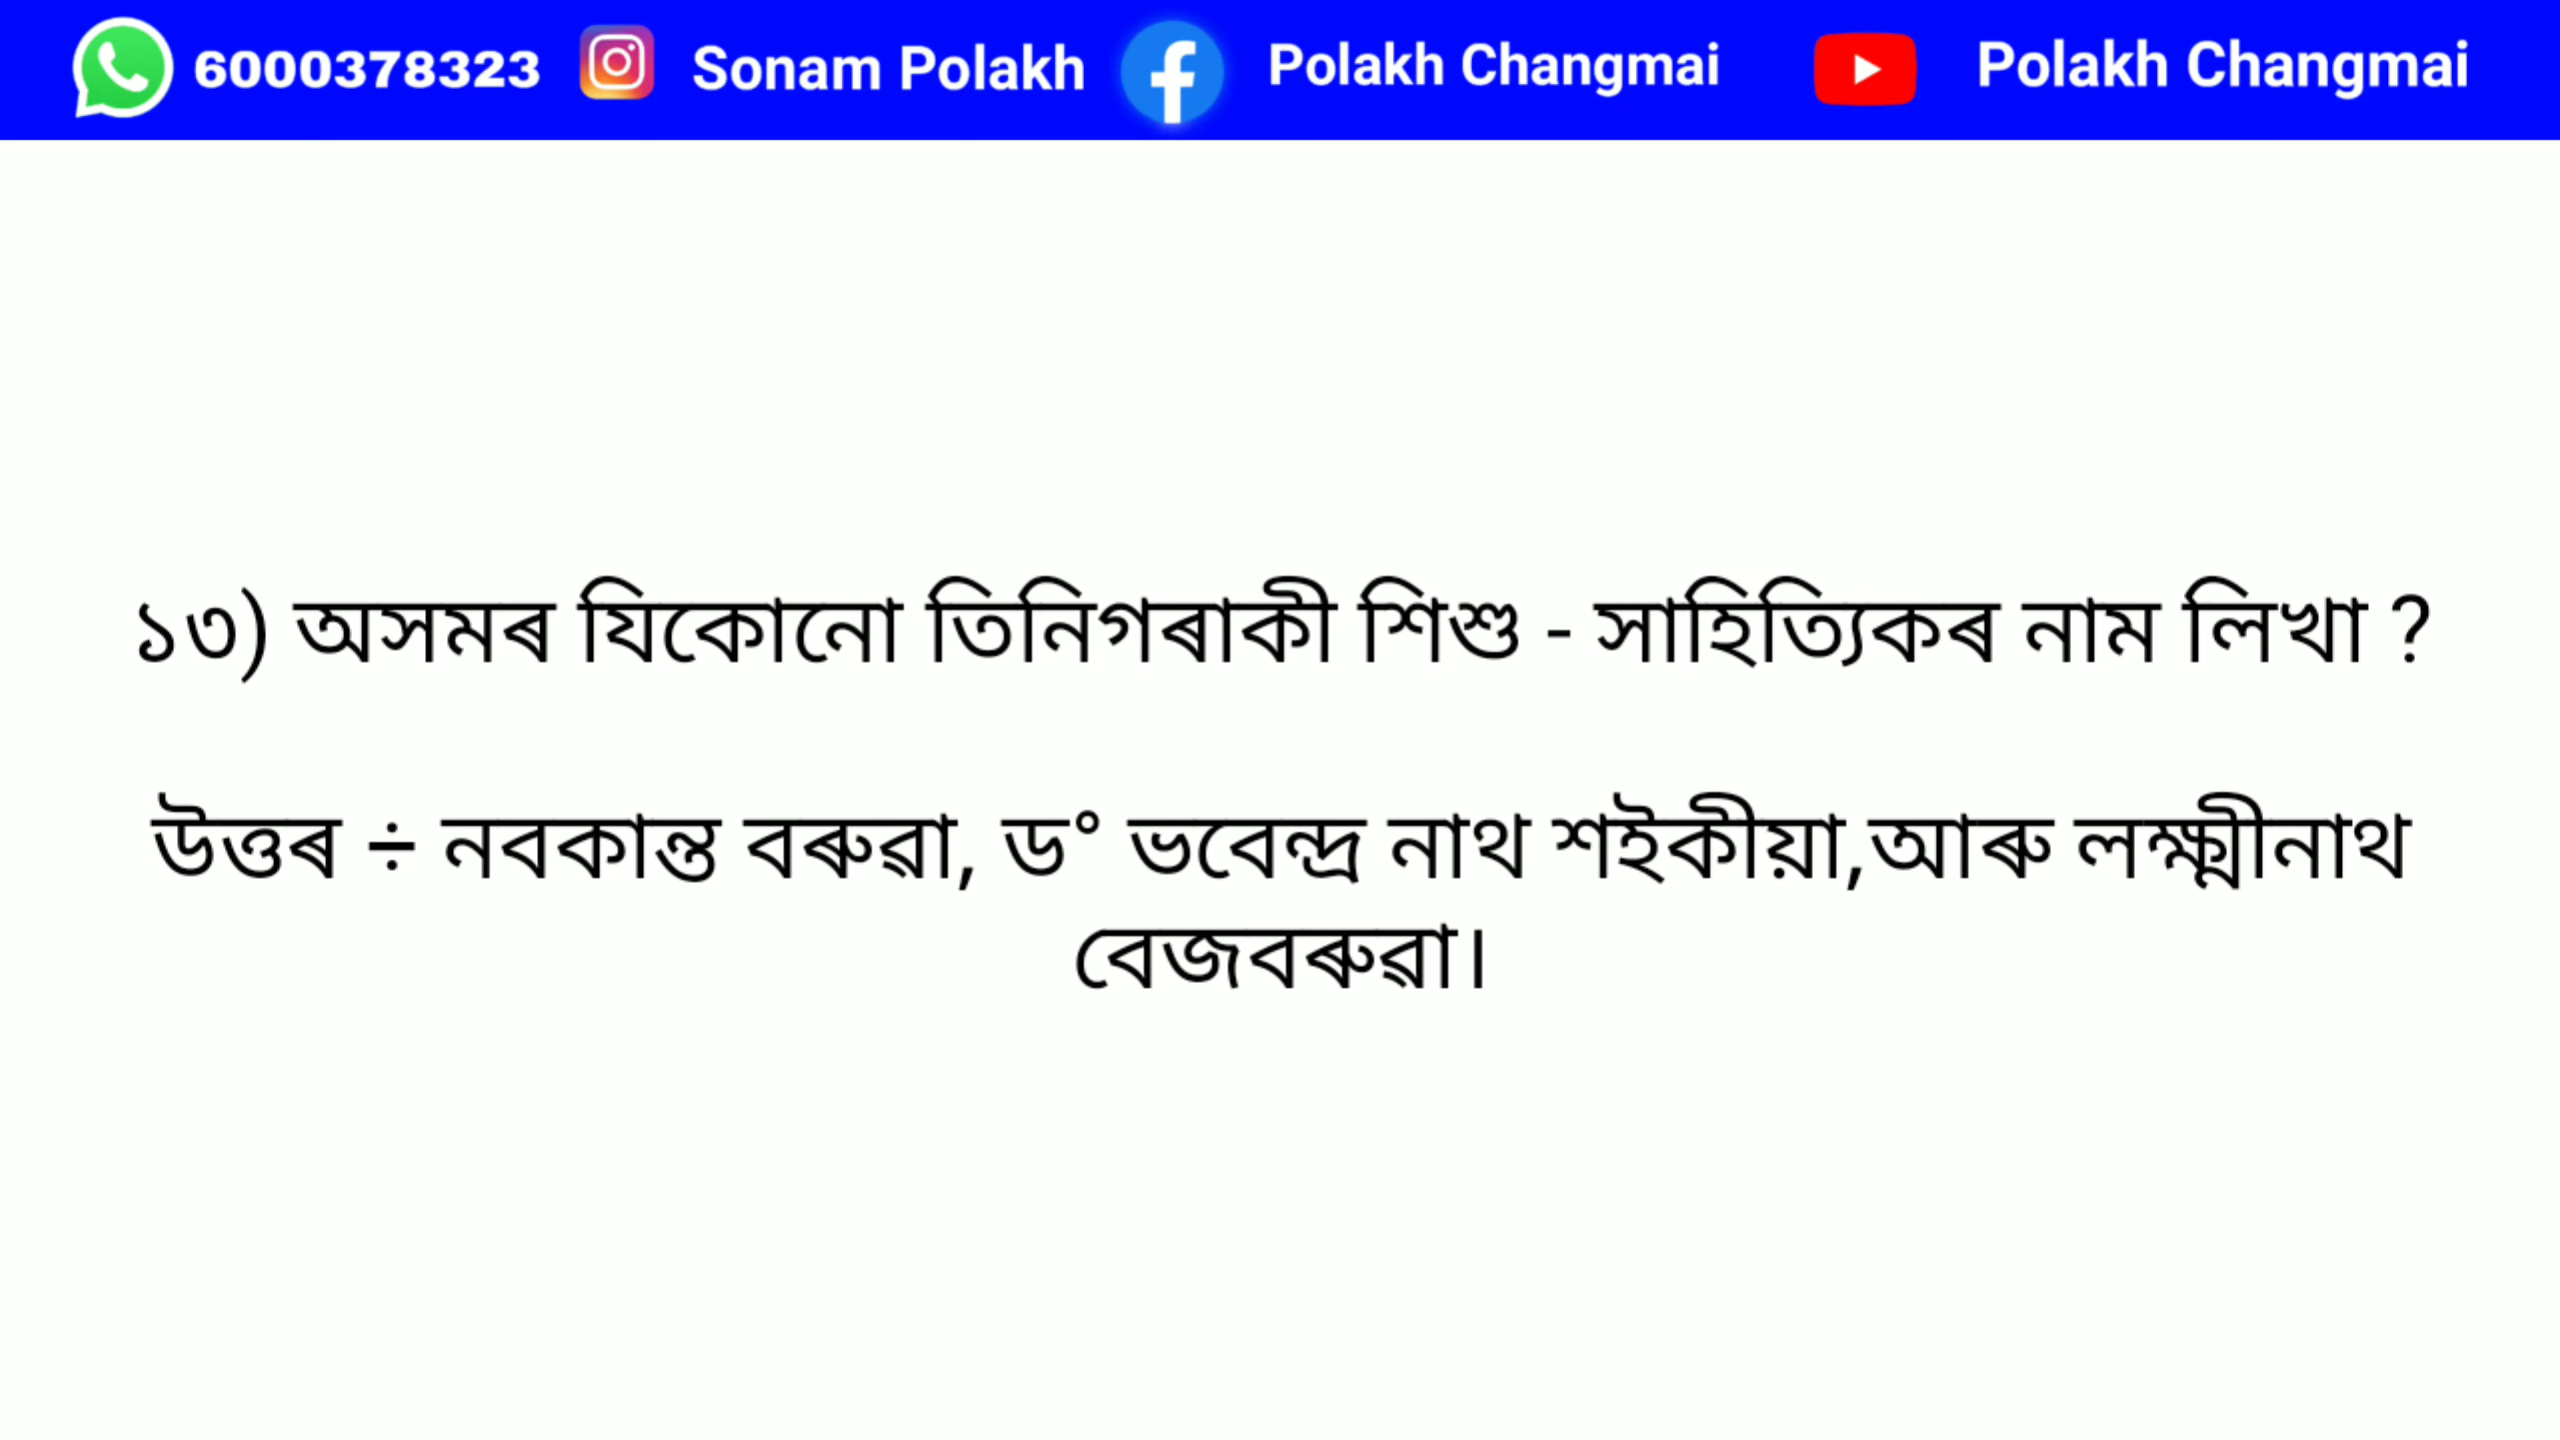 6000378323 Sonam Polakh Polakh Changmai Polakh Changmai
১৩) অসমৰ যিকোনো তিনিগৰাকী শিশু - সাহিত্যিকৰ নাম লিখা ?
উত্তৰ ÷ নবকান্ত বৰুৱা, ড° ভবেন্দ্ৰ নাথ শইকীয়া,আৰু লক্ষ্মীনাথ
বেজবৰুৱা।